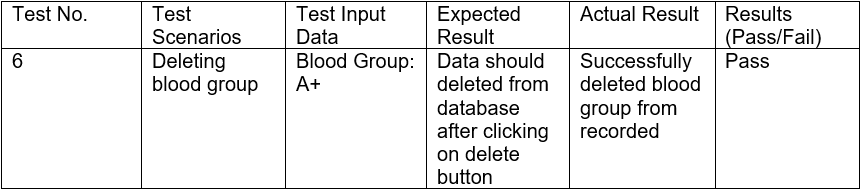 Test No.
Test
Scenarios
Test Input
Data
Expected
Result
Actual Result
Results
(Pass/Fail)
6
Deleting
blood group
Blood Group:
A+
Data should
deleted from
database
after clicking
on delete
button
Successfully
deleted blood
group from
recorded
Pass